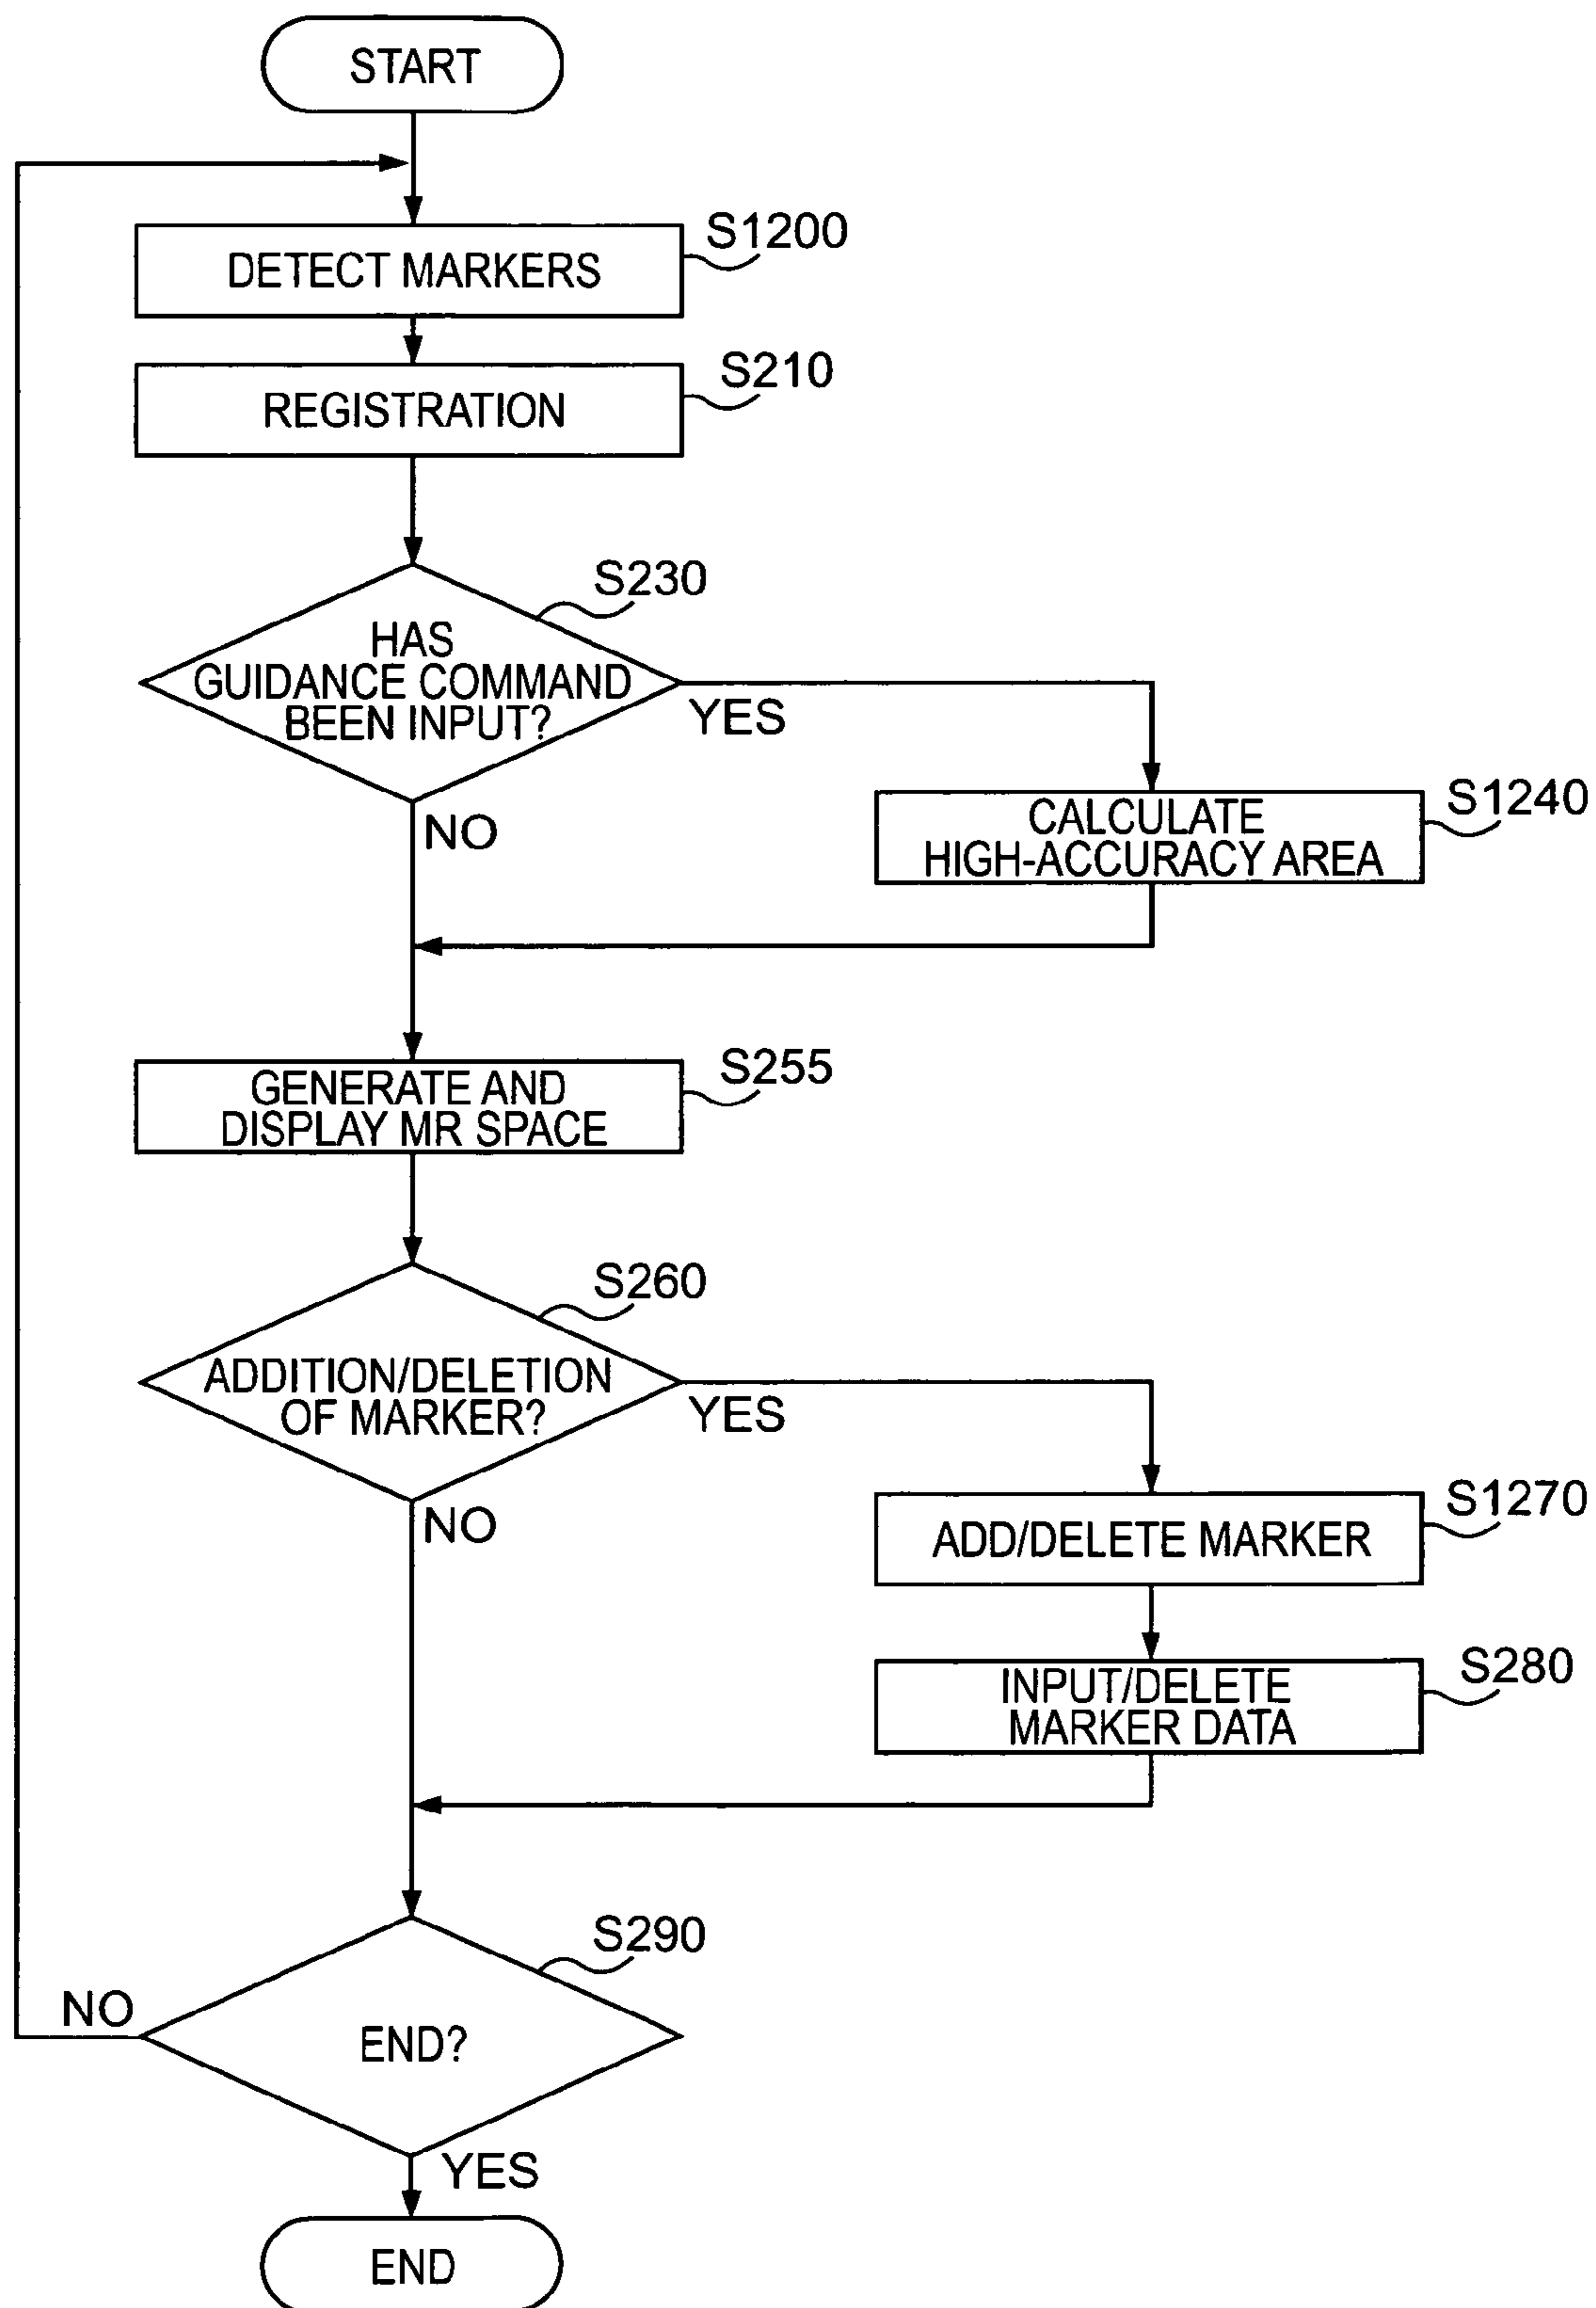 START
S1200
DETECT MARKERS
S210
REGISTRATION
S230
HAS
GUIDANCE COMMAND
BEEN INPUT?
YES
NO
S1240
CALCULATE
HIGH-ACCURACY AREA
S255
GENERATE AND
DISPLAY MR SPACE
S260
ADDITION/DELETION
OF MARKER?
YES
NO
S1270
ADD/DELETE MARKER
S280
INPUT/DELETE
MARKER DATA
S290
NO
END?
YES
END